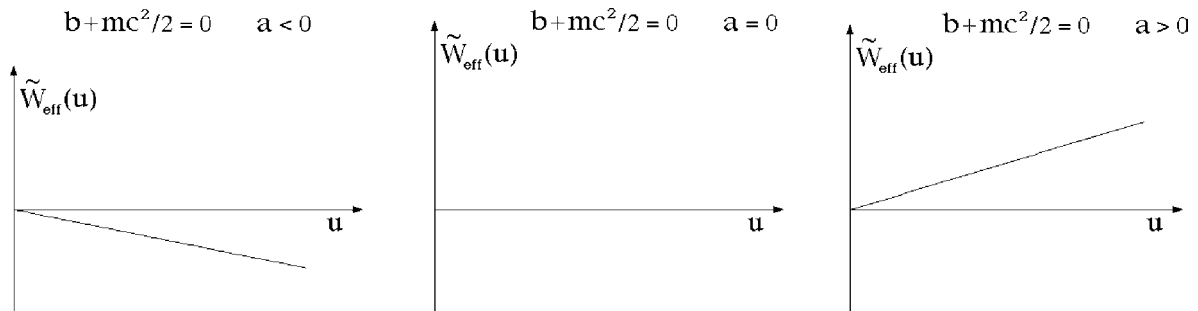 b+mc²/2 = 0 a < 0
W̃eff(u)
u
b+mc²/2 = 0 a = 0
W̃eff(u)
u
b+mc²/2 = 0 a > 0
W̃eff(u)
u